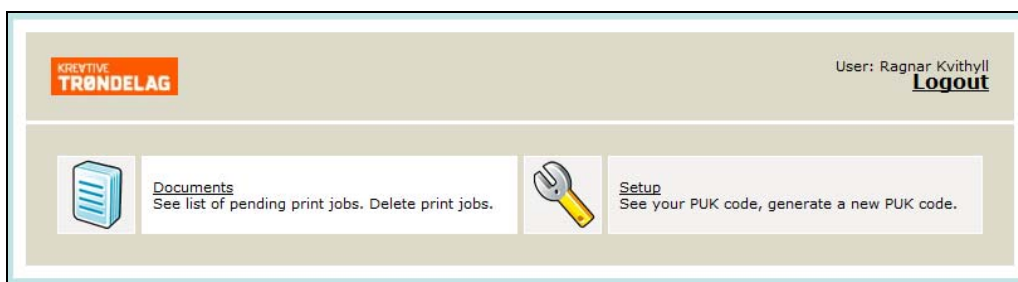 KREATIVE
TRØNDELAG
User: Ragnar Kvithyll
Logout
Documents
See list of pending print jobs. Delete print jobs.
Setup
See your PUK code, generate a new PUK code.